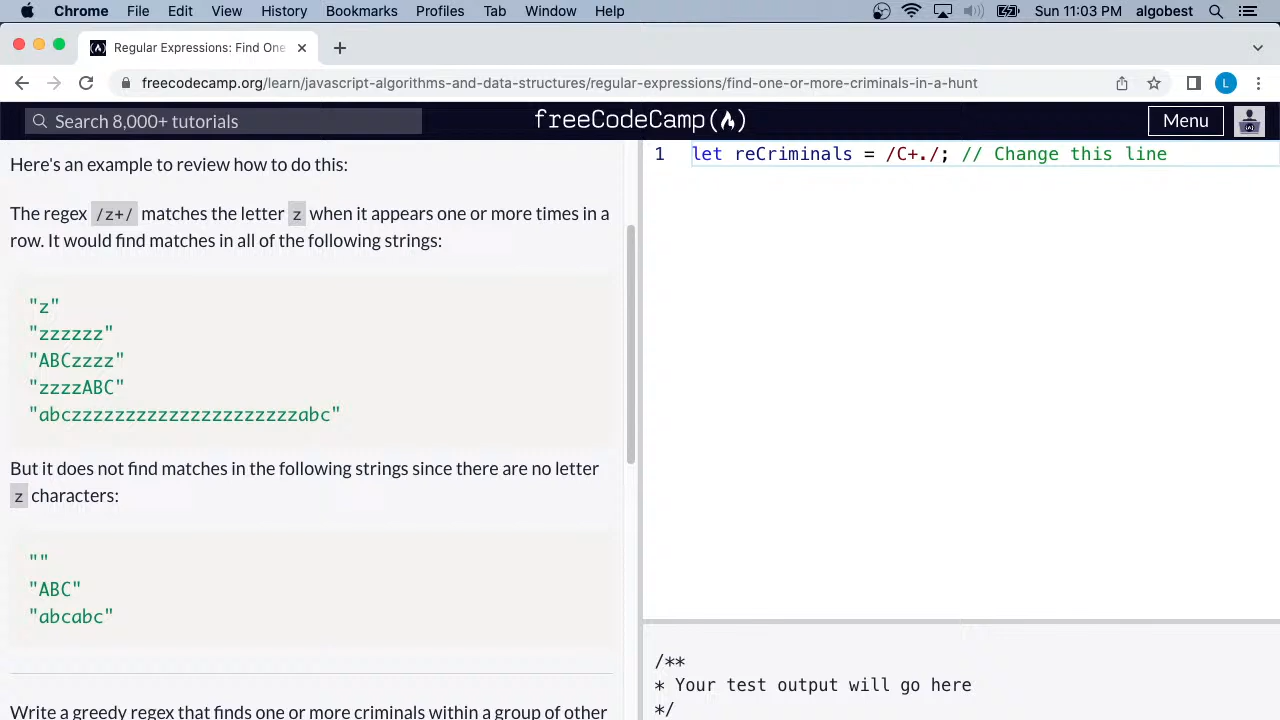 Chrome File Edit View History Bookmarks Profiles Tab Window Help Sun 11:03 PM algobest
Regular Expressions: Find One
freecodecamp.org/learn/javascript-algorithms-and-data-structures/regular-expressions/find-one-or-more-criminals-in-a-hunt L
Search 8,000+ tutorials freeCodeCamp(🔥) Menu
Here's an example to review how to do this:
The regex /z+/ matches the letter z when it appears one or more times in a
row. It would find matches in all of the following strings:
"z"
"zzzzzz"
"ABCzzzz"
"zzzzABC"
"abczzzzzzzzzzzzzzzzzzzzzabc"
But it does not find matches in the following strings since there are no letter
z characters:
""
"ABC"
"abcabc"
Write a greedy regex that finds one or more criminals within a group of other
1 let reCriminals = /C+./; // Change this line
/**
* Your test output will go here
*/